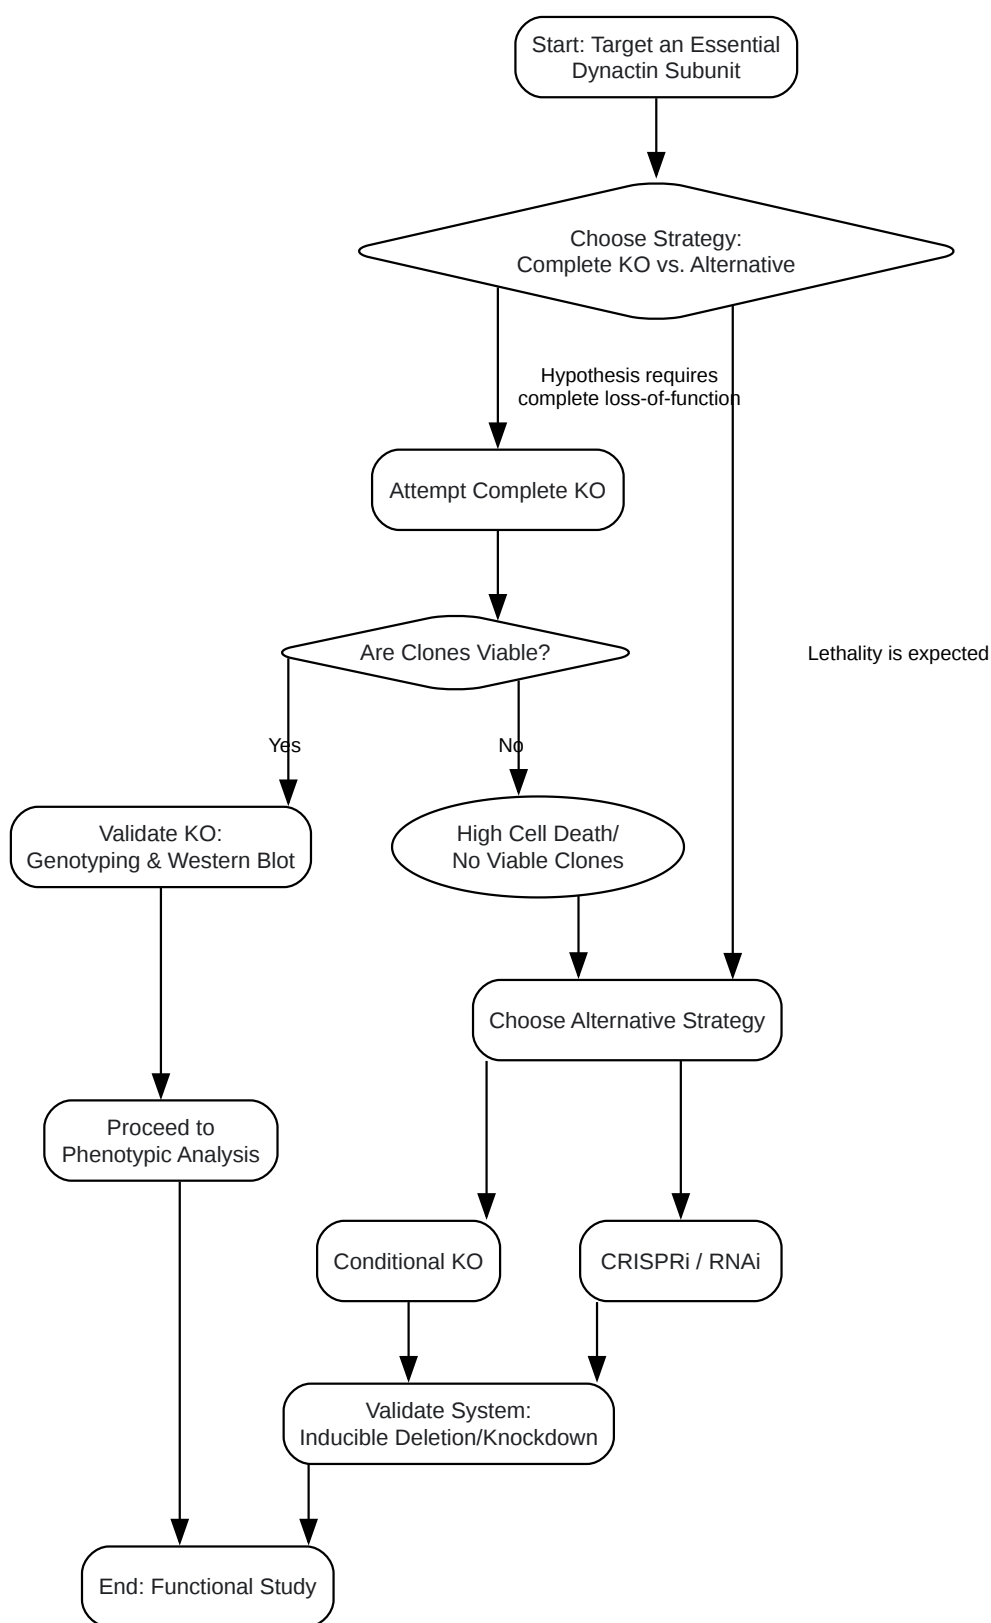 Start: Target an Essential
Dynactin Subunit
Choose Strategy:
Complete KO vs. Alternative
Hypothesis requires
complete loss-of-function
Attempt Complete KO
Are Clones Viable?
Lethality is expected
Yes
No
Validate KO:
Genotyping & Western Blot
High Cell Death/
No Viable Clones
Choose Alternative Strategy
Proceed to
Phenotypic Analysis
Conditional KO
CRISPRi / RNAi
Validate System:
Inducible Deletion/Knockdown
End: Functional Study